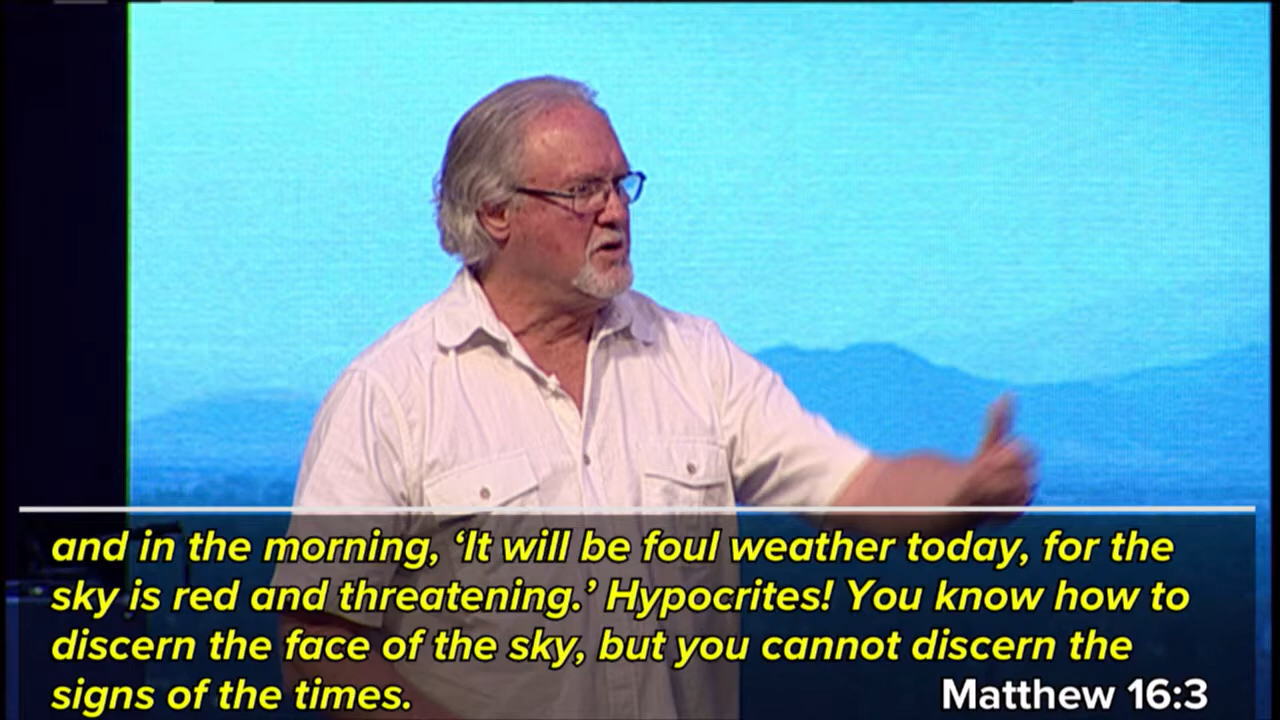 and in the morning, ‘It will be foul weather today, for the
sky is red and threatening.’ Hypocrites! You know how to
discern the face of the sky, but you cannot discern the
signs of the times.
Matthew 16:3